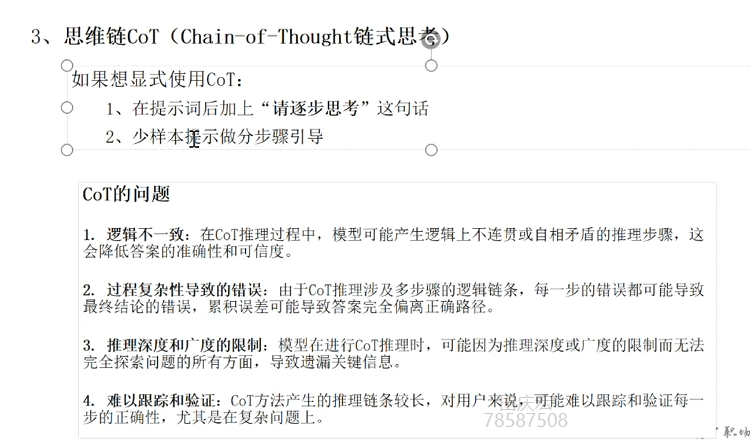 3、思维链CoT（Chain-of-Thought链式思考）
如果想显式使用CoT：
1、在提示词后加上“请逐步思考”这句话
2、少样本提示做分步骤引导
CoT的问题
1. 逻辑不一致：在CoT推理过程中，模型可能产生逻辑上不连贯或自相矛盾的推理步骤，这
会降低答案的准确性和可信度。
2. 过程复杂性导致的错误：由于CoT推理涉及多步骤的逻辑链条，每一步的错误都可能导致
最终结论的错误，累积误差可能导致答案完全偏离正确路径。
3. 推理深度和广度的限制：模型在进行CoT推理时，可能因为推理深度或广度的限制而无法
完全探索问题的所有方面，导致遗漏关键信息。
4. 难以跟踪和验证：CoT方法产生的推理链条较长，对用户来说，可能难以跟踪和验证每一
步的正确性，尤其是在复杂问题上。
78587508
职场